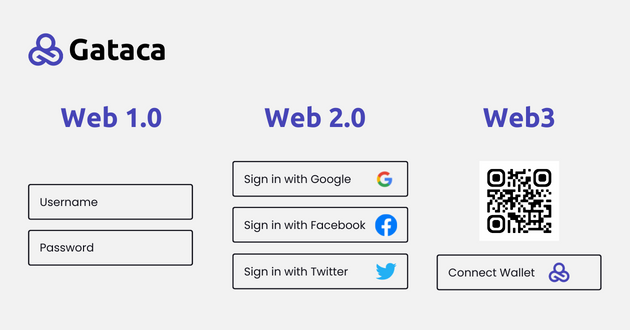 Gataca
Web 1.0
Web 2.0
Web3
Username
Password
Sign in with Google
Sign in with Facebook
Sign in with Twitter
Connect Wallet